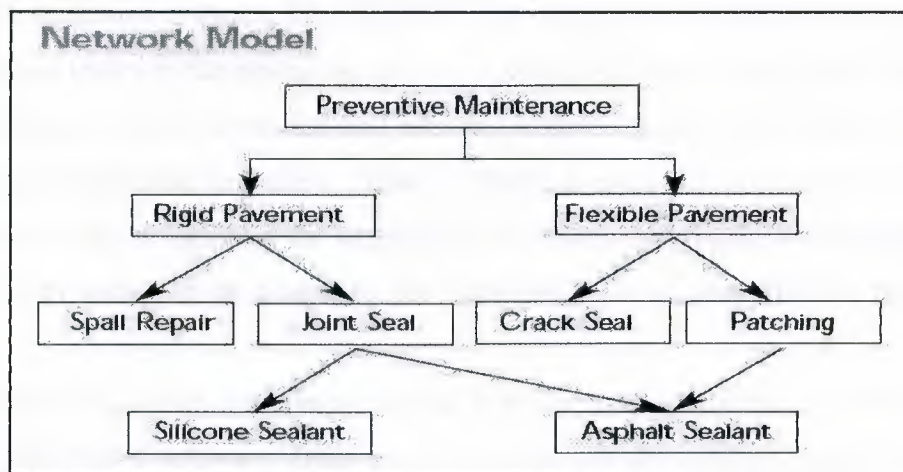 Network Model
Preventive Maintenance
Rigid Pavement Flexible Pavement
Spall Repair Joint Seal Crack Seal Patching
Silicone Sealant Asphalt Sealant